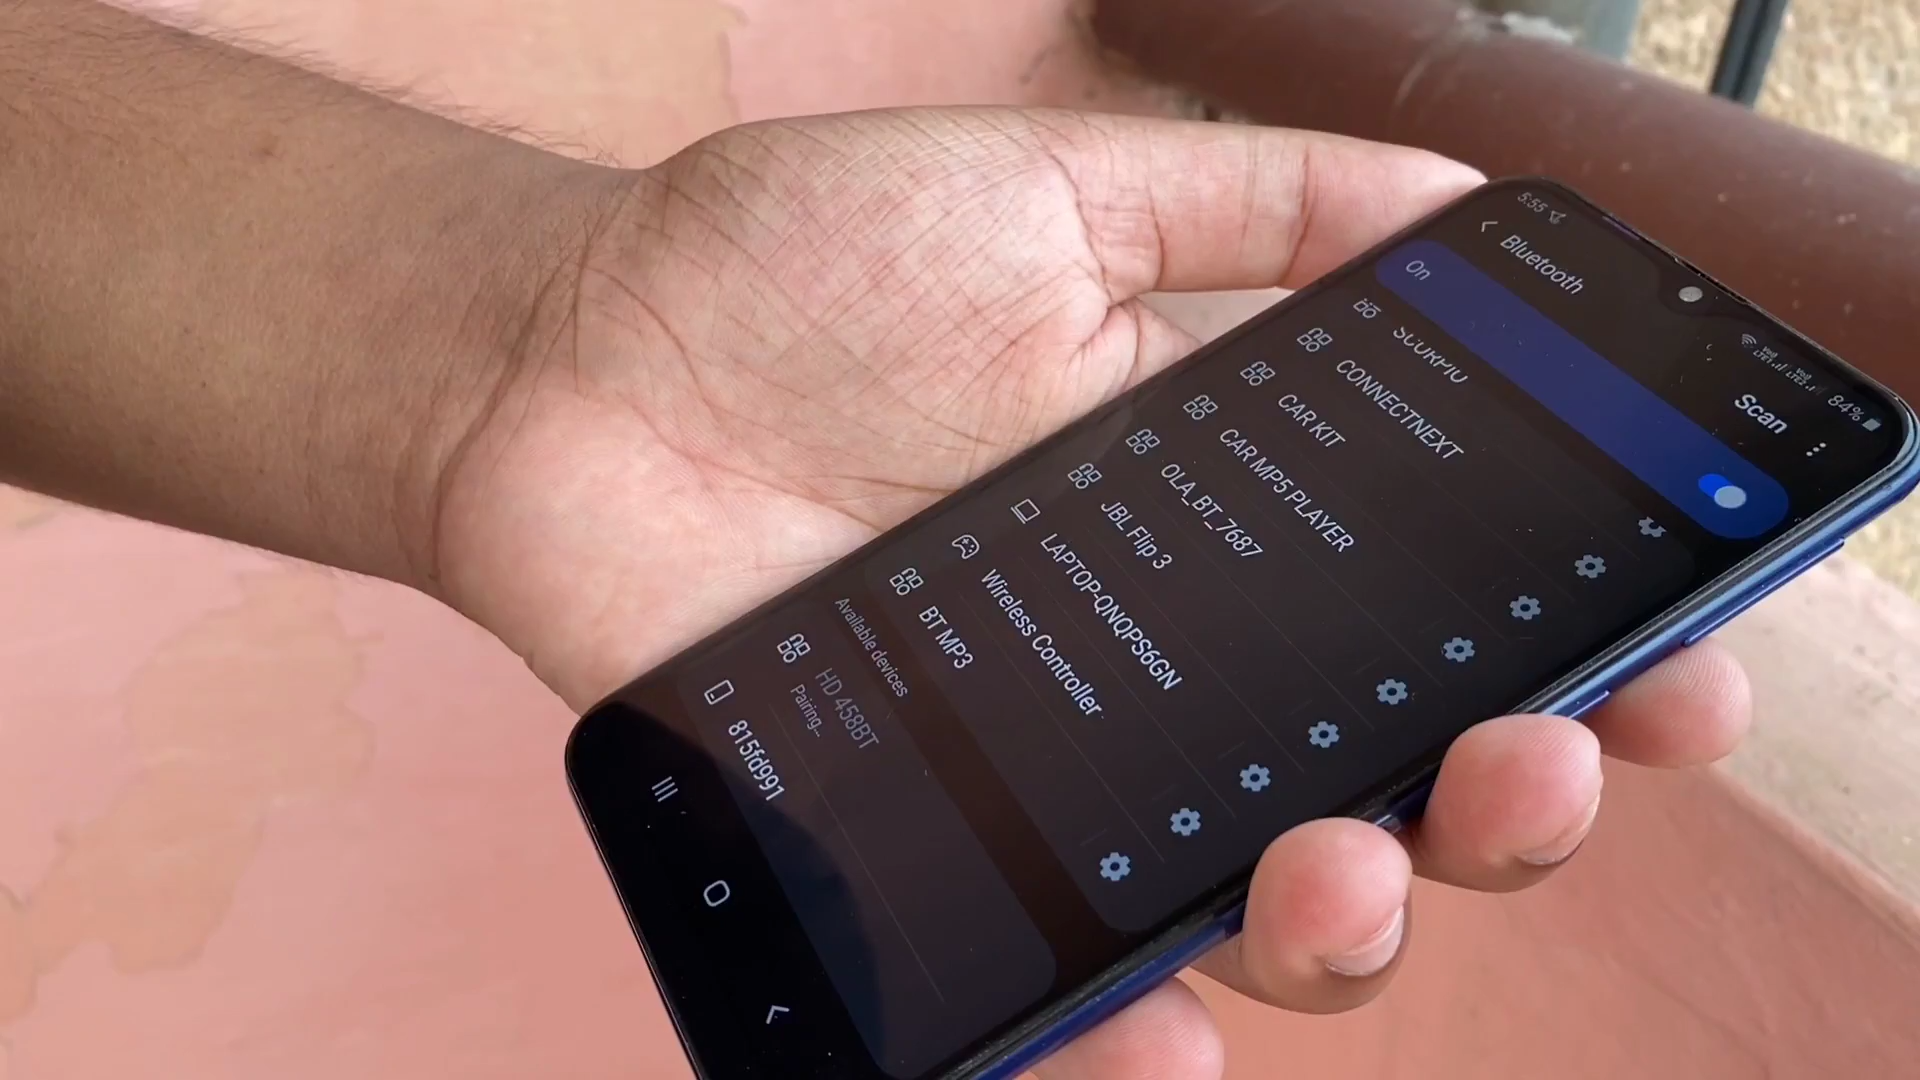 5:55
84%
Bluetooth
Scan
On
SCORPIO
CONNECTNEXT
CAR KIT
CAR MP5 PLAYER
OLA_BT_7687
JBL Flip 3
LAPTOP-QNQPS6GN
Wireless Controller
BT MP3
Available devices
HD 458BT
Pairing...
815fd991